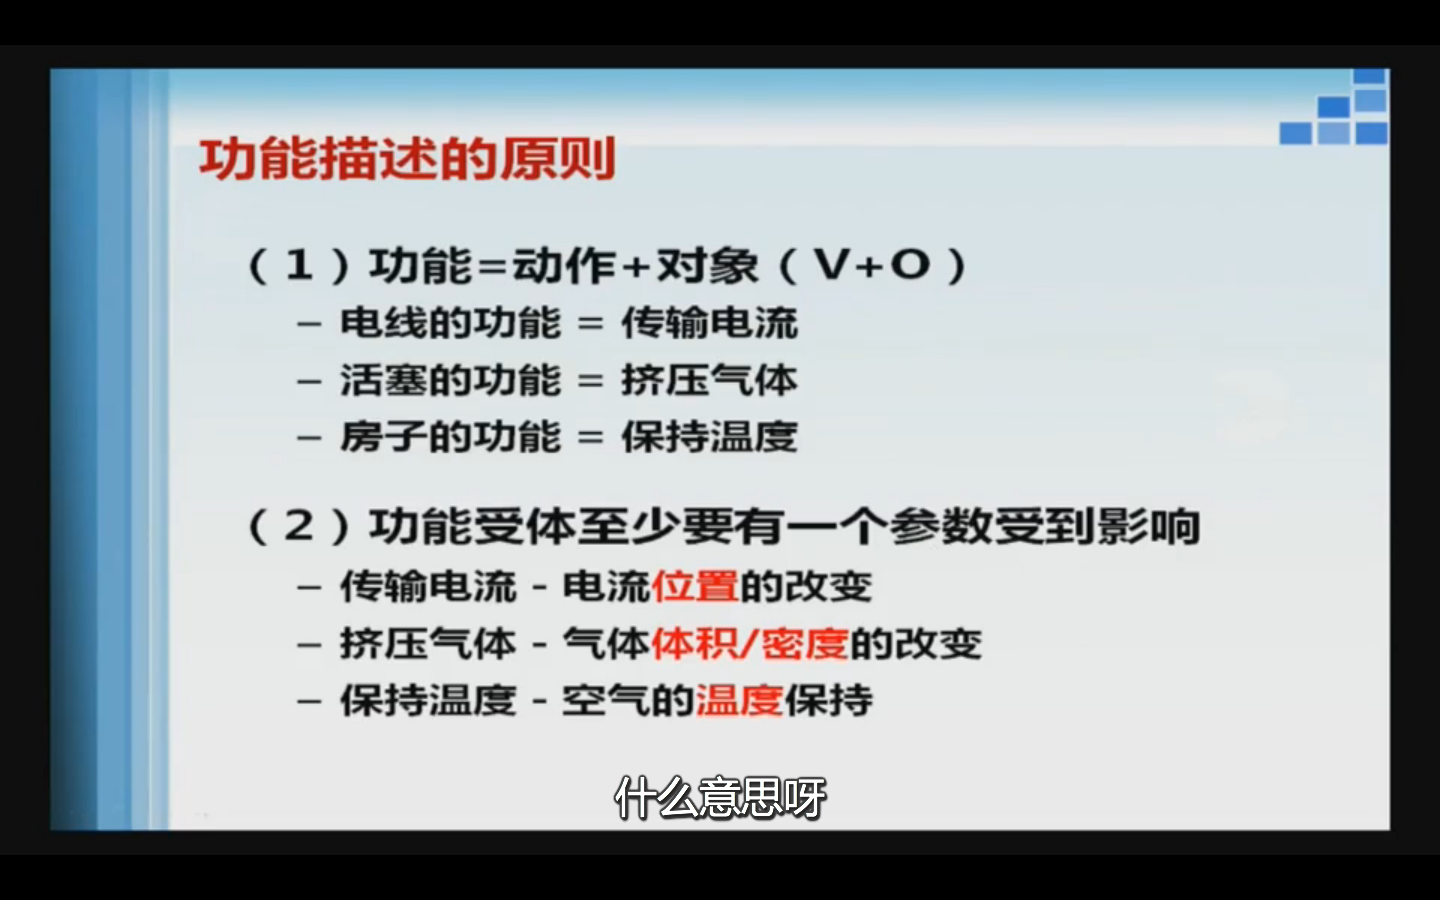 功能描述的原则
（1）功能=动作+对象（V+O）
– 电线的功能 = 传输电流
– 活塞的功能 = 挤压气体
– 房子的功能 = 保持温度
（2）功能受体至少要有一个参数受到影响
– 传输电流 - 电流位置的改变
– 挤压气体 - 气体体积/密度的改变
– 保持温度 - 空气的温度保持
什么意思呀